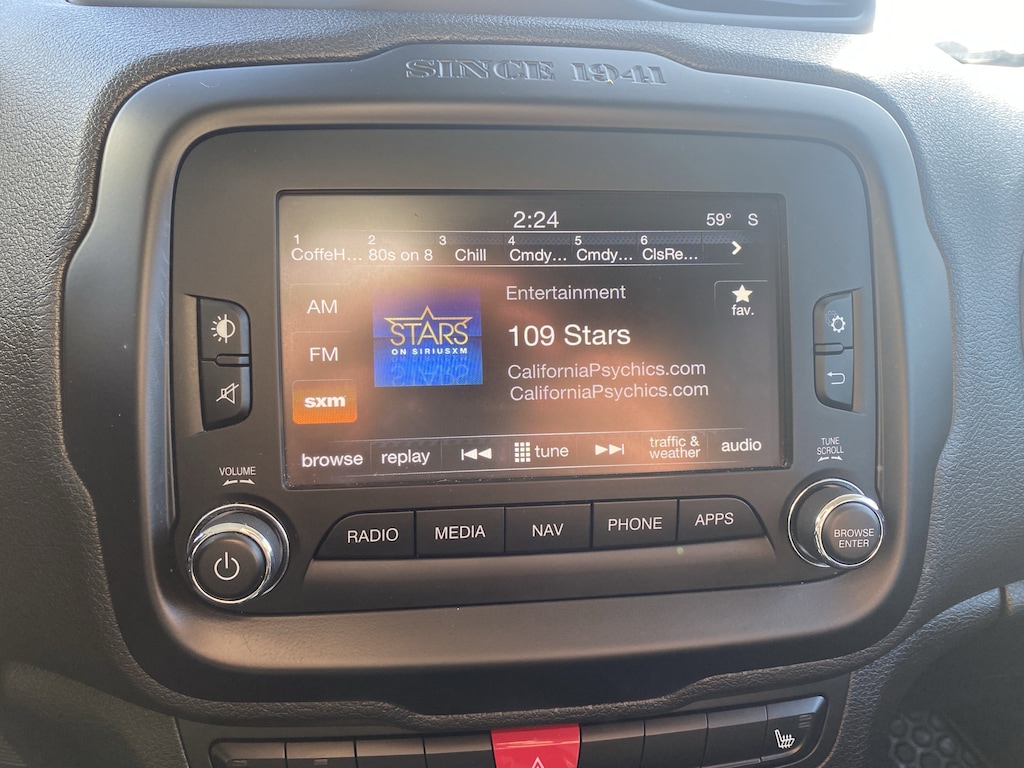 SINCE 1941
2:24 59° S
1 2 3 4 5 6
CoffeH... 80s on 8 Chill Cmdy... Cmdy... ClsRe...
AM
FM
sxm
STARS
ON SIRIUSXM
Entertainment
109 Stars
CaliforniaPsychics.com
CaliforniaPsychics.com
fav.
browse replay tune traffic & weather audio
VOLUME
TUNE
SCROLL
RADIO MEDIA NAV PHONE APPS
BROWSE
ENTER